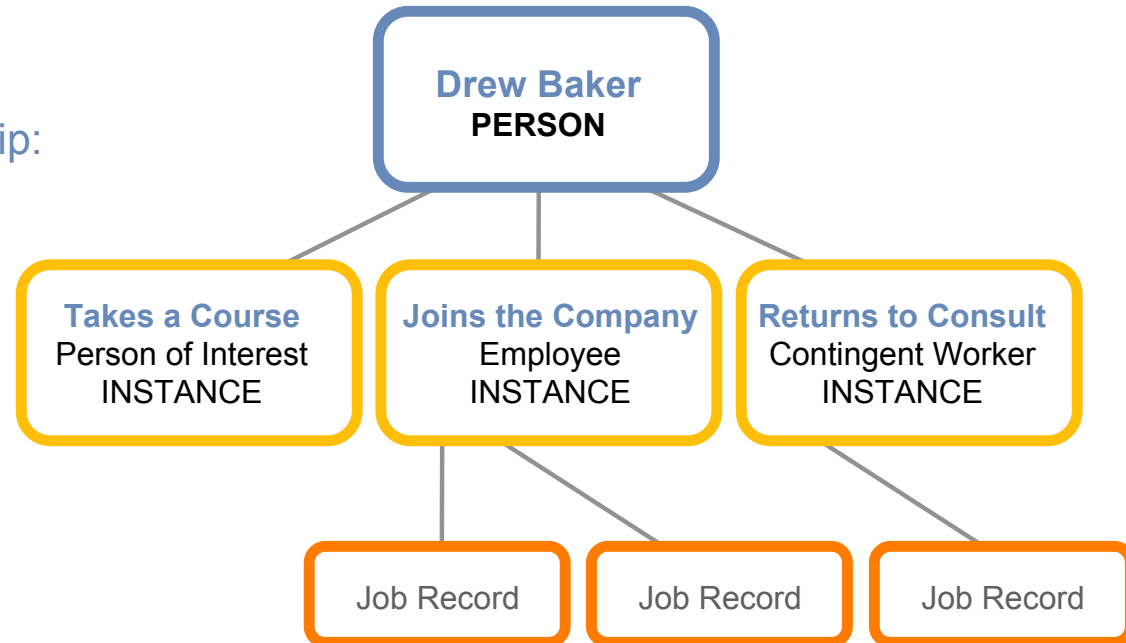 Drew Baker
PERSON
ip:
Takes a Course
Person of Interest
INSTANCE
Joins the Company
Employee
INSTANCE
Returns to Consult
Contingent Worker
INSTANCE
Job Record
Job Record
Job Record